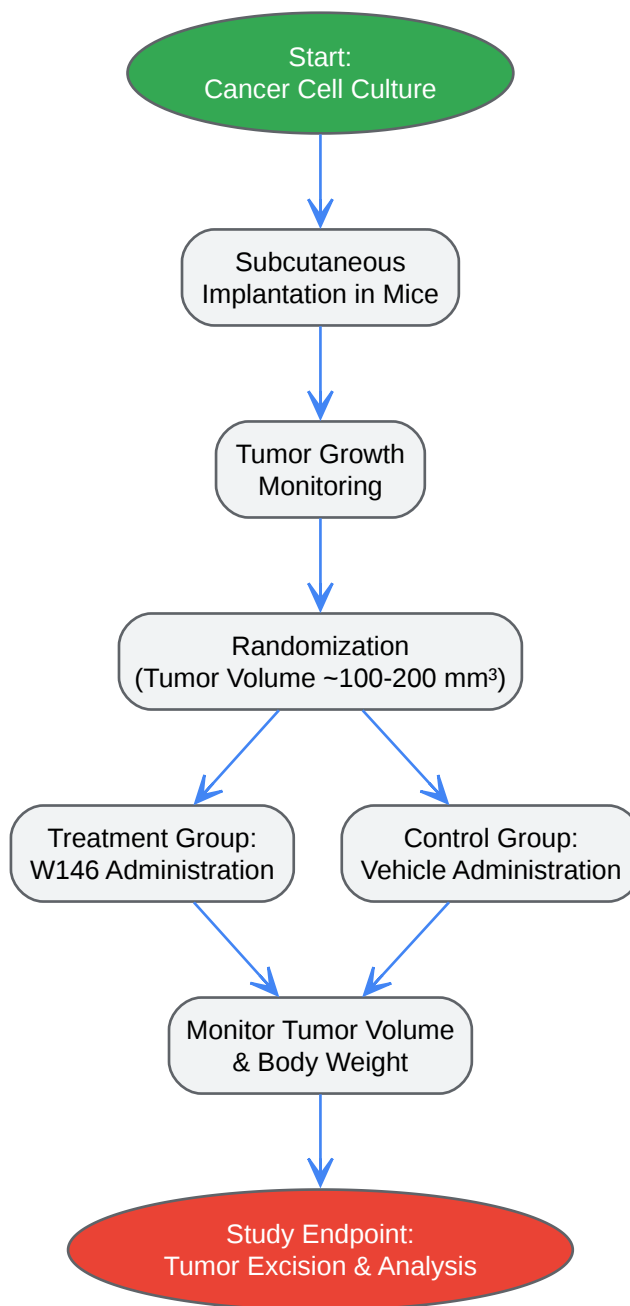 Start:
Cancer Cell Culture
Subcutaneous
Implantation in Mice
Tumor Growth
Monitoring
Randomization
(Tumor Volume ~100-200 mm³)
Treatment Group:
W146 Administration
Control Group:
Vehicle Administration
Monitor Tumor Volume
& Body Weight
Study Endpoint:
Tumor Excision & Analysis